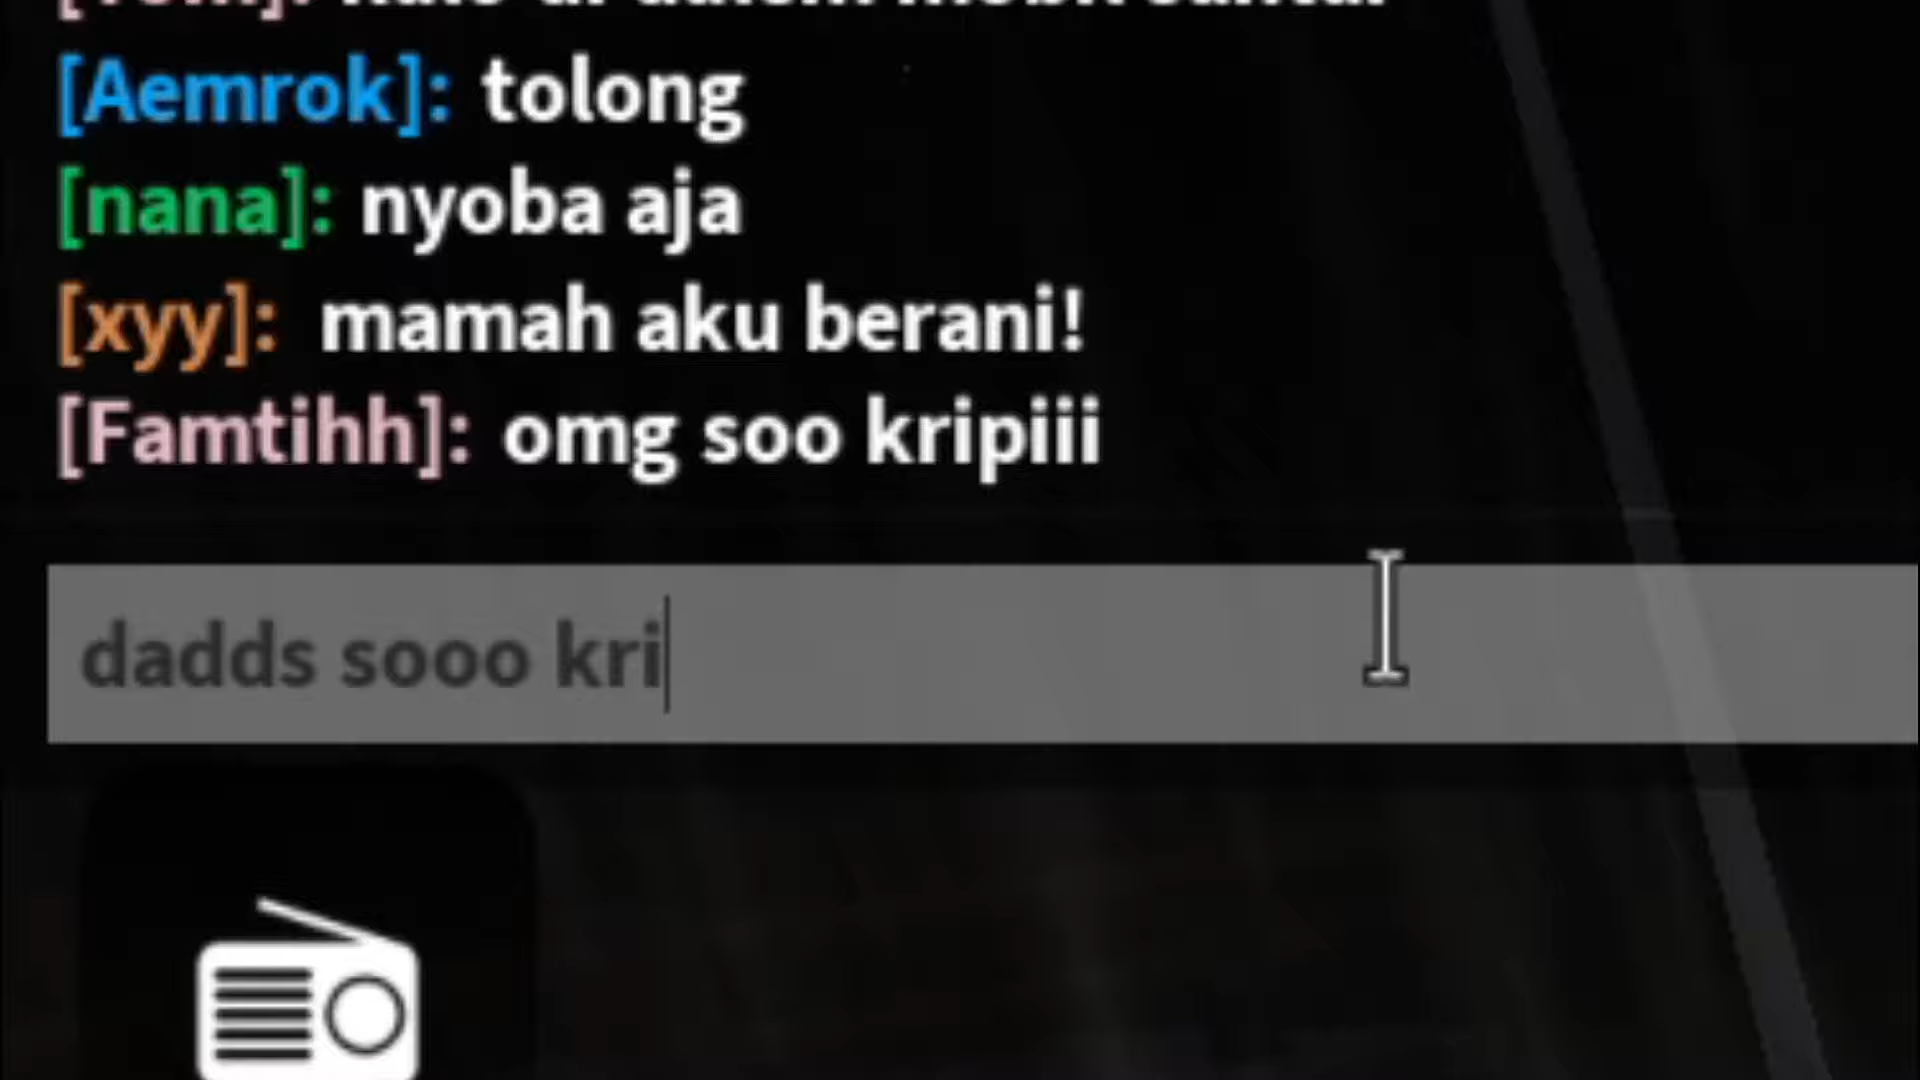 [Aemrok]: tolong
[nana]: nyoba aja
[xyy]: mamah aku berani!
[Famtihh]: omg soo kripiii
dadds sooo kri